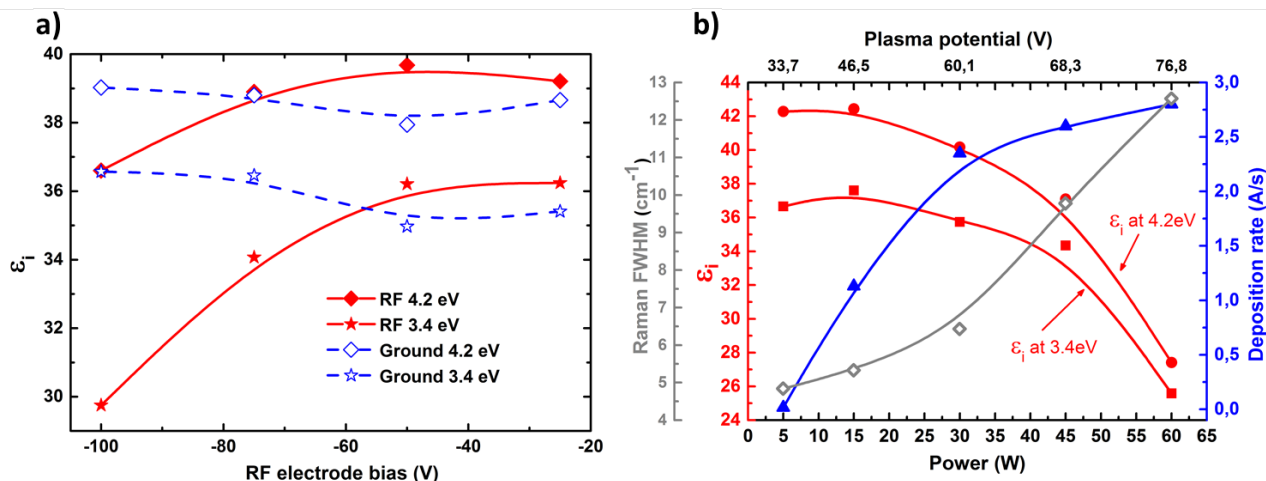 a)
40
39
38
37
36
35
34
33
32
31
30
εi
RF 4.2 eV
RF 3.4 eV
Ground 4.2 eV
Ground 3.4 eV
-100 -80 -60 -40 -20
RF electrode bias (V)
b)
Plasma potential (V)
33,7 46,5 60,1 68,3 76,8
Raman FWHM (cm⁻¹)
13
12
11
10
9
8
7
6
5
4
εi
44
42
40
38
36
34
32
30
28
26
24
εi at 4.2eV
εi at 3.4eV
3,0
2,5
2,0
1,5
1,0
0,5
0,0
Deposition rate (A/s)
0 5 10 15 20 25 30 35 40 45 50 55 60 65
Power (W)